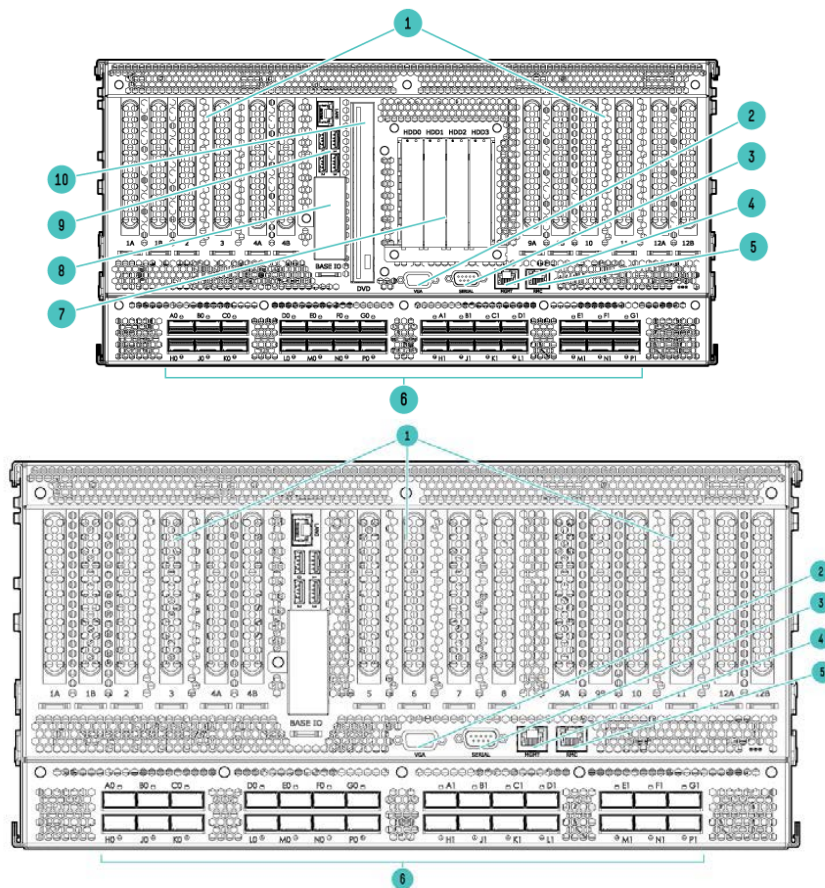 1
HDD0 HDD1 HDD2 HDD3
2
3
10
9
4
8
5
7
1A 1B 2 3 4A 4B
9A 10 11 12A 12B
BASE IO
DVD
VGA SERIAL MGMT RMC
A0 B0 C0 D0 E0 F0 G0 A1 B1 C1 D1 E1 F1 G1
H0 J0 K0 L0 M0 N0 P0 H1 J1 K1 L1 M1 N1 P1
6
1
2
3
4
5
1A 1B 2 3 4A 4B 5 6 7 8 9A 9B 10 11 12A 12B
BASE IO
VGA SERIAL MGMT RMC
A0 B0 C0 D0 E0 F0 G0 A1 B1 C1 D1 E1 F1 G1
H0 J0 K0 L0 M0 N0 P0 H1 J1 K1 L1 M1 N1 P1
6